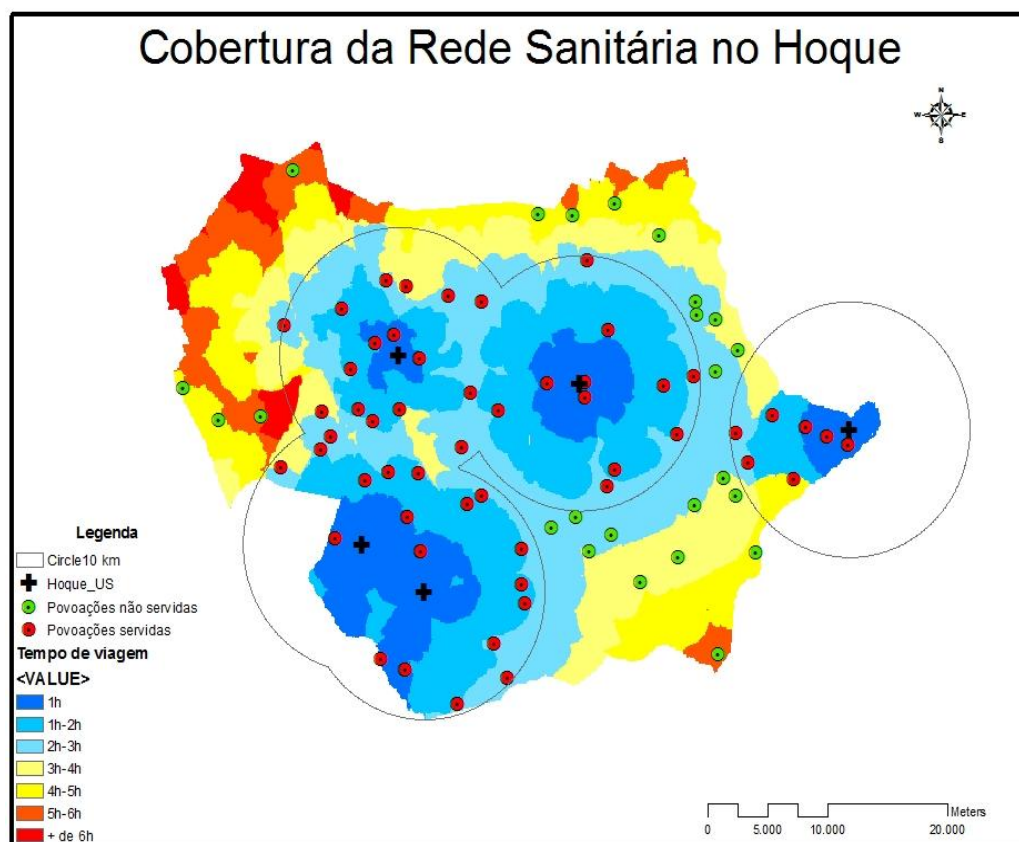 Cobertura da Rede Sanitária no Hoque
N
W E
S
Legenda
Circle10 km
Hoque_US
Povoações não servidas
Povoações servidas
Tempo de viagem
<VALUE>
1h
1h-2h
2h-3h
3h-4h
4h-5h
5h-6h
+ de 6h
Meters
0 5.000 10.000 20.000